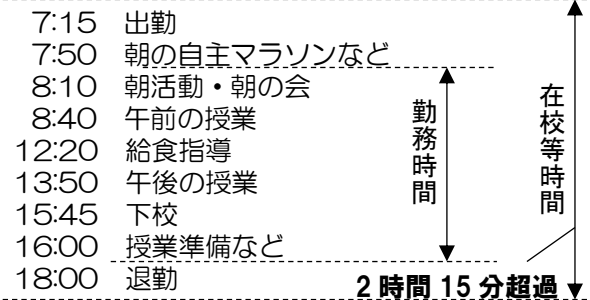 7:15 出勤
7:50 朝の自主マラソンなど
8:10 朝活動・朝の会
8:40 午前の授業
12:20 給食指導
13:50 午後の授業
15:45 下校
16:00 授業準備など
18:00 退勤
勤務時間
在校等時間
2時間15分超過